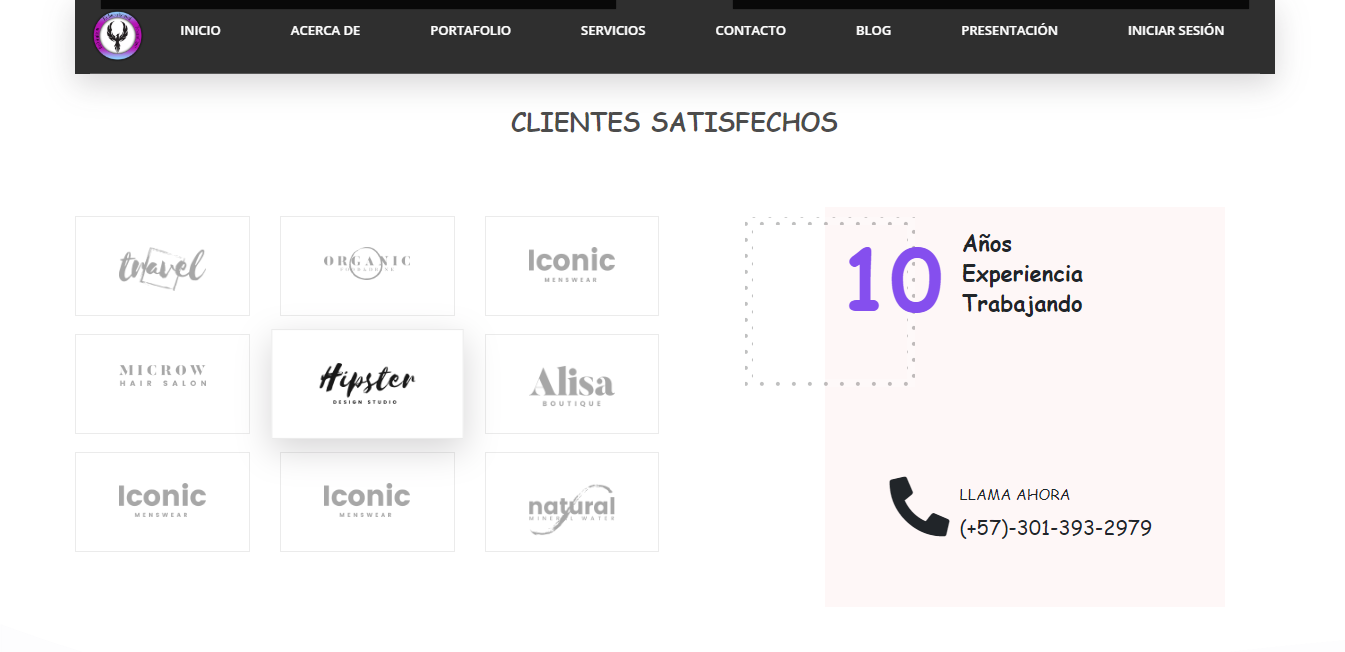 INICIO ACERCA DE PORTAFOLIO SERVICIOS CONTACTO BLOG PRESENTACIÓN INICIAR SESIÓN
CLIENTES SATISFECHOS
travel
ORGANIC
Iconic
MENSWEAR
MICROW
HAIR SALON
Hipster
DESIGN STUDIO
Alisa
BOUTIQUE
Iconic
MENSWEAR
Iconic
MENSWEAR
natural
MINERAL WATER
10
Años
Experiencia
Trabajando
LLAMA AHORA
(+57)-301-393-2979